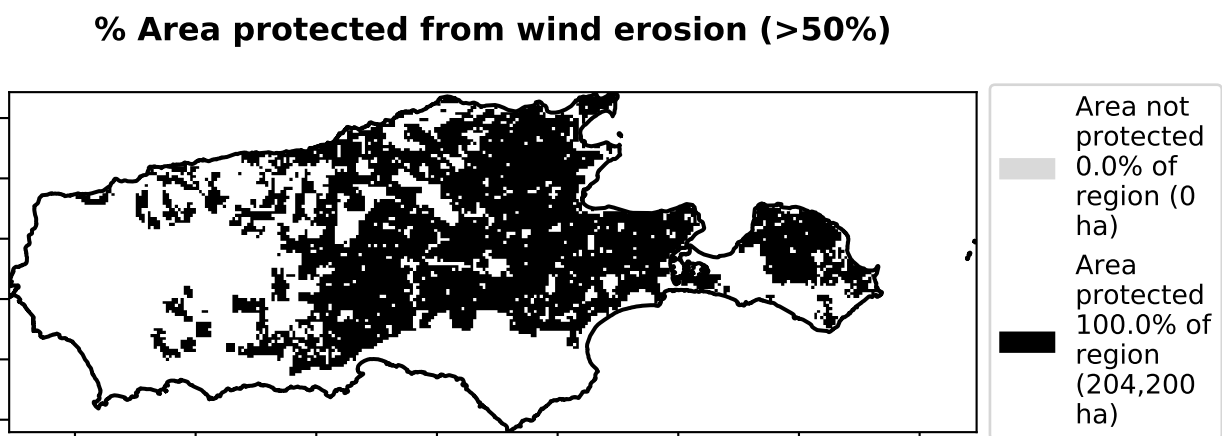 % Area protected from wind erosion (>50%)
Area not
protected
0.0% of
region (0
ha)
Area
protected
100.0% of
region
(204,200
ha)